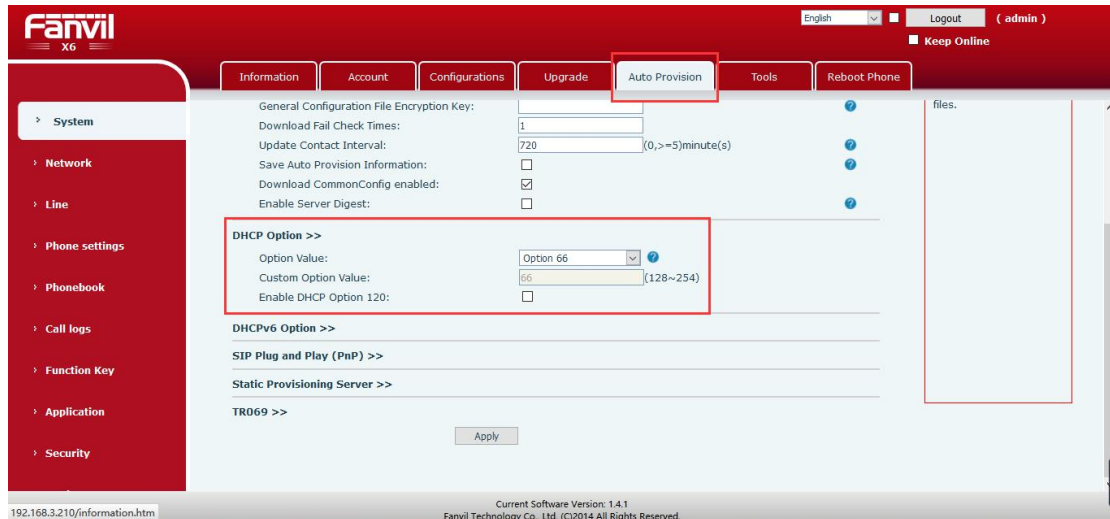 Fanvil
X6
English
Logout ( admin )
Keep Online
Information Account Configurations Upgrade Auto Provision Tools Reboot Phone
› System
› Network
› Line
› Phone settings
› Phonebook
› Call logs
› Function Key
› Application
› Security
General Configuration File Encryption Key:
Download Fail Check Times: 1
Update Contact Interval: 720 (0,>=5)minute(s)
Save Auto Provision Information:
Download CommonConfig enabled:
Enable Server Digest:
DHCP Option >>
Option Value: Option 66
Custom Option Value: 66 (128~254)
Enable DHCP Option 120:
DHCPv6 Option >>
SIP Plug and Play (PnP) >>
Static Provisioning Server >>
TR069 >>
Apply
files.
Current Software Version: 1.4.1
Fanvil Technology Co., Ltd. (C)2014 All Rights Reserved.
192.168.3.210/information.htm